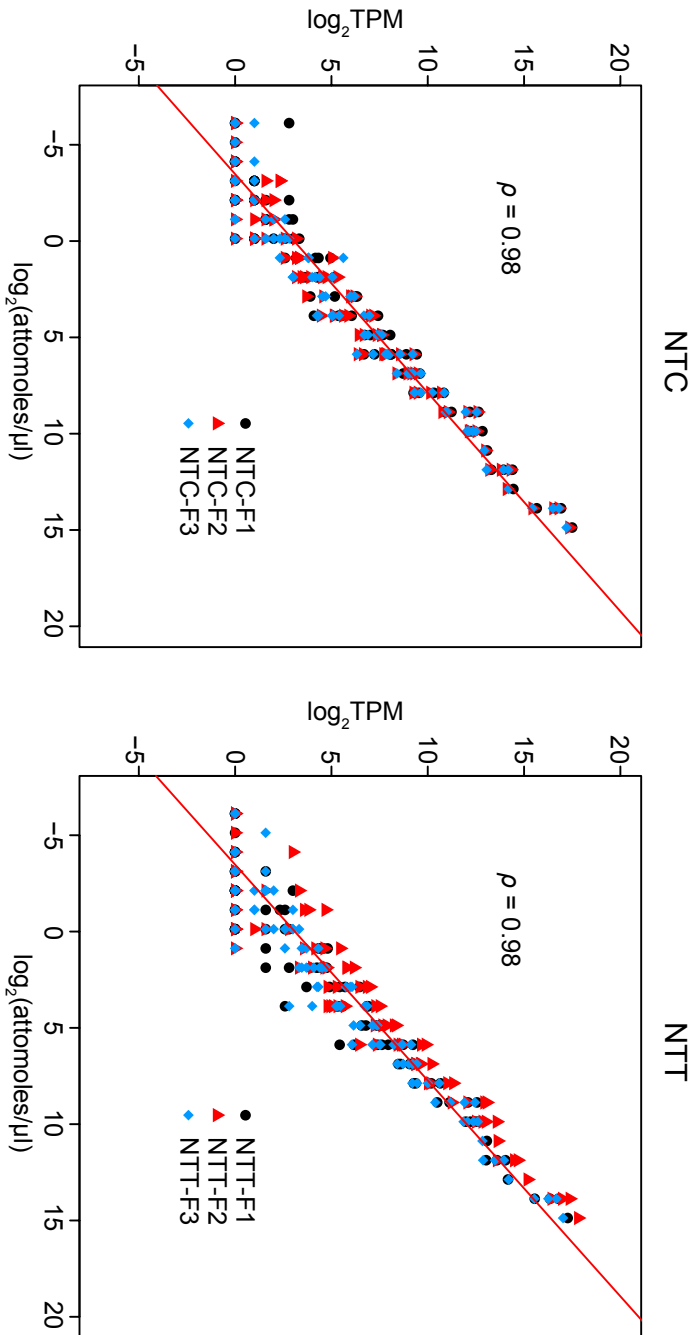 NTC
log₂TPM
20
15
10
5
0
−5
ρ = 0.98
NTC-F1
NTC-F2
NTC-F3
−5
0
5
10
15
20
log₂(attomoles/µl)
NTT
log₂TPM
20
15
10
5
0
−5
ρ = 0.98
NTT-F1
NTT-F2
NTT-F3
−5
0
5
10
15
20
log₂(attomoles/µl)